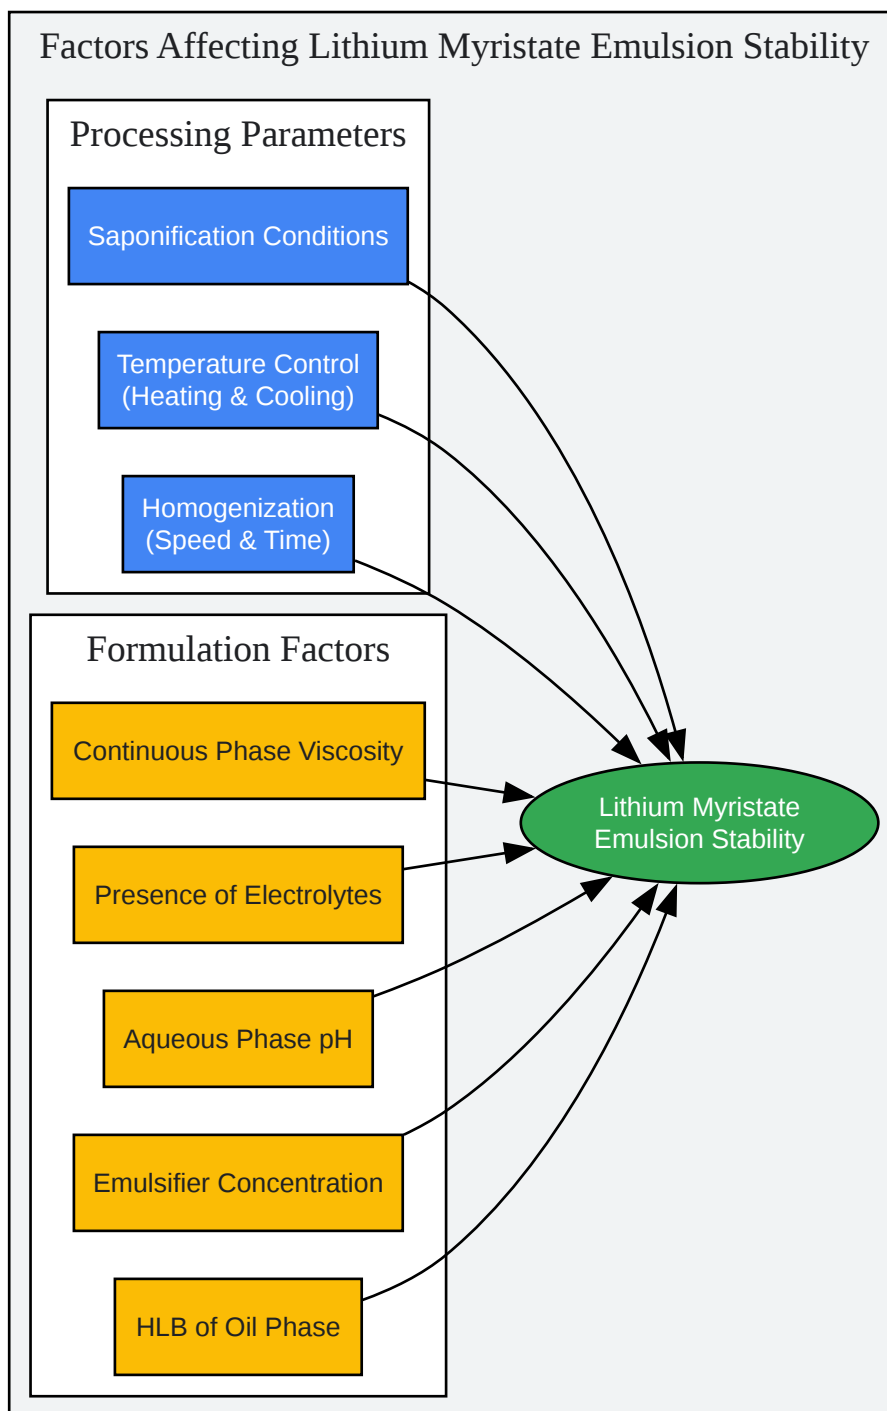 Factors Affecting Lithium Myristate Emulsion Stability
Processing Parameters
Saponification Conditions
Temperature Control
(Heating & Cooling)
Homogenization
(Speed & Time)
Formulation Factors
Continuous Phase Viscosity
Presence of Electrolytes
Aqueous Phase pH
Emulsifier Concentration
HLB of Oil Phase
Lithium Myristate
Emulsion Stability